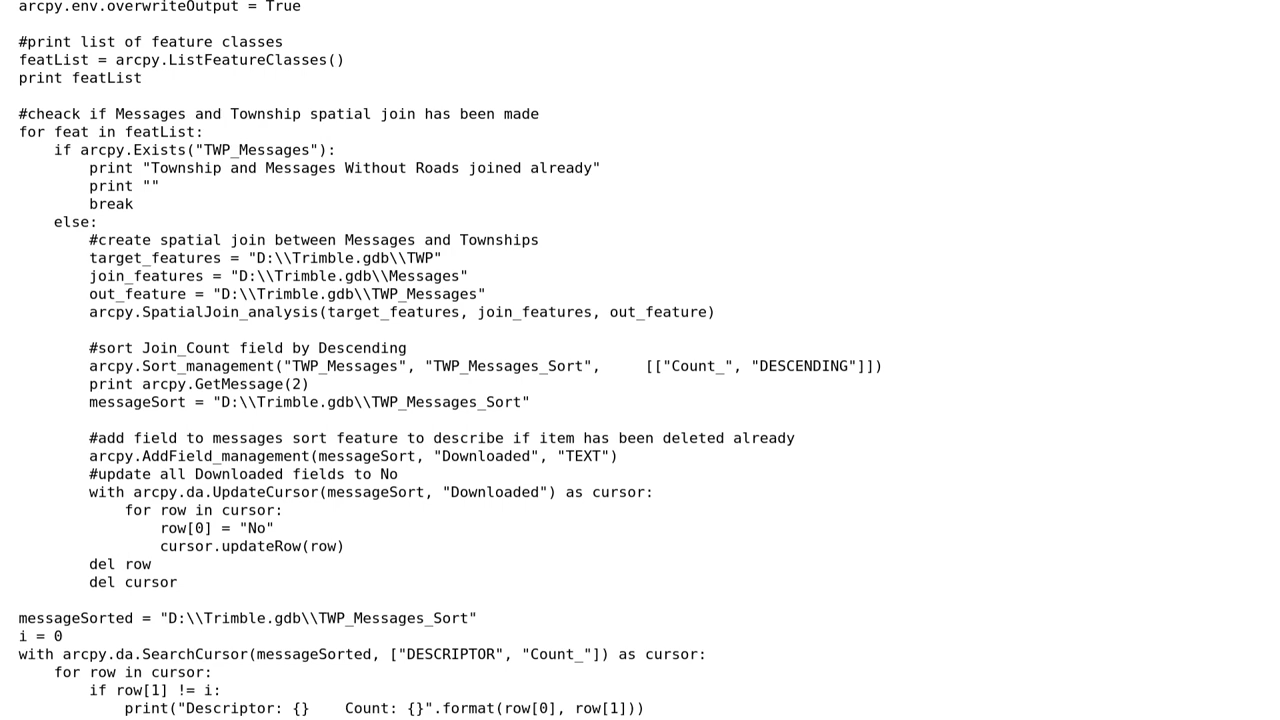 arcpy.env.overwriteOutput = True

#print list of feature classes
featList = arcpy.ListFeatureClasses()
print featList

#cheack if Messages and Township spatial join has been made
for feat in featList:
    if arcpy.Exists("TWP_Messages"):
        print "Township and Messages Without Roads joined already"
        print ""
        break
    else:
        #create spatial join between Messages and Townships
        target_features = "D:\\Trimble.gdb\\TWP"
        join_features = "D:\\Trimble.gdb\\Messages"
        out_feature = "D:\\Trimble.gdb\\TWP_Messages"
        arcpy.SpatialJoin_analysis(target_features, join_features, out_feature)

        #sort Join_Count field by Descending
        arcpy.Sort_management("TWP_Messages", "TWP_Messages_Sort",     [["Count_", "DESCENDING"]])
        print arcpy.GetMessage(2)
        messageSort = "D:\\Trimble.gdb\\TWP_Messages_Sort"

        #add field to messages sort feature to describe if item has been deleted already
        arcpy.AddField_management(messageSort, "Downloaded", "TEXT")
        #update all Downloaded fields to No
        with arcpy.da.UpdateCursor(messageSort, "Downloaded") as cursor:
            for row in cursor:
                row[0] = "No"
                cursor.updateRow(row)
        del row
        del cursor

messageSorted = "D:\\Trimble.gdb\\TWP_Messages_Sort"
i = 0
with arcpy.da.SearchCursor(messageSorted, ["DESCRIPTOR", "Count_"]) as cursor:
    for row in cursor:
        if row[1] != i:
            print("Descriptor: {}    Count: {}".format(row[0], row[1]))